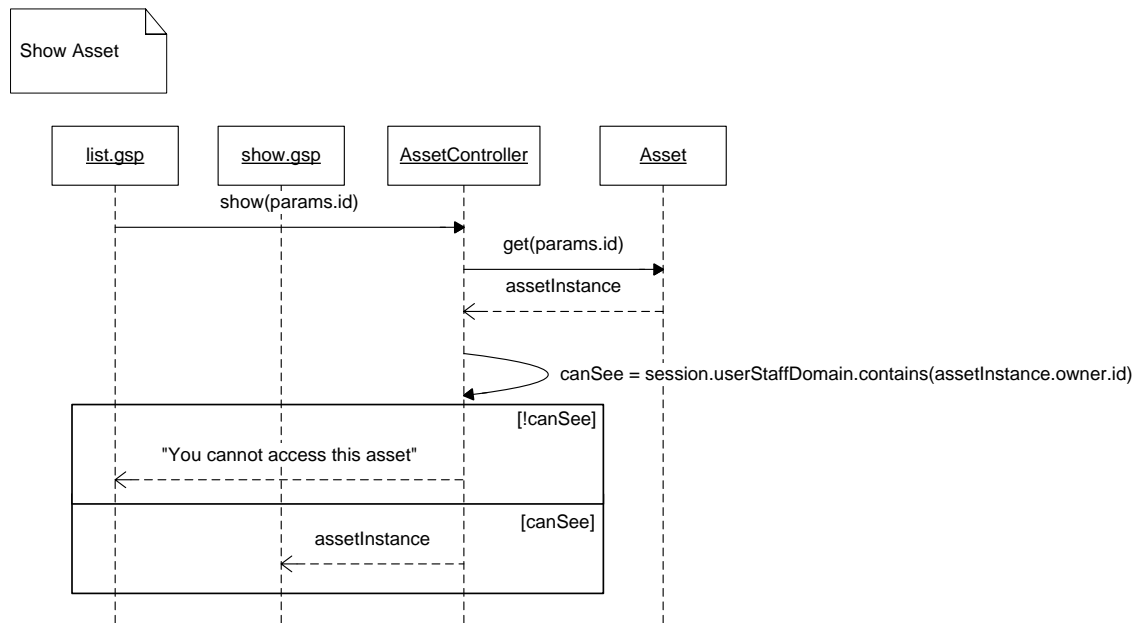 Show Asset
list.gsp
show.gsp
AssetController
Asset
show(params.id)
get(params.id)
assetInstance
canSee = session.userStaffDomain.contains(assetInstance.owner.id)
[!canSee]
"You cannot access this asset"
[canSee]
assetInstance